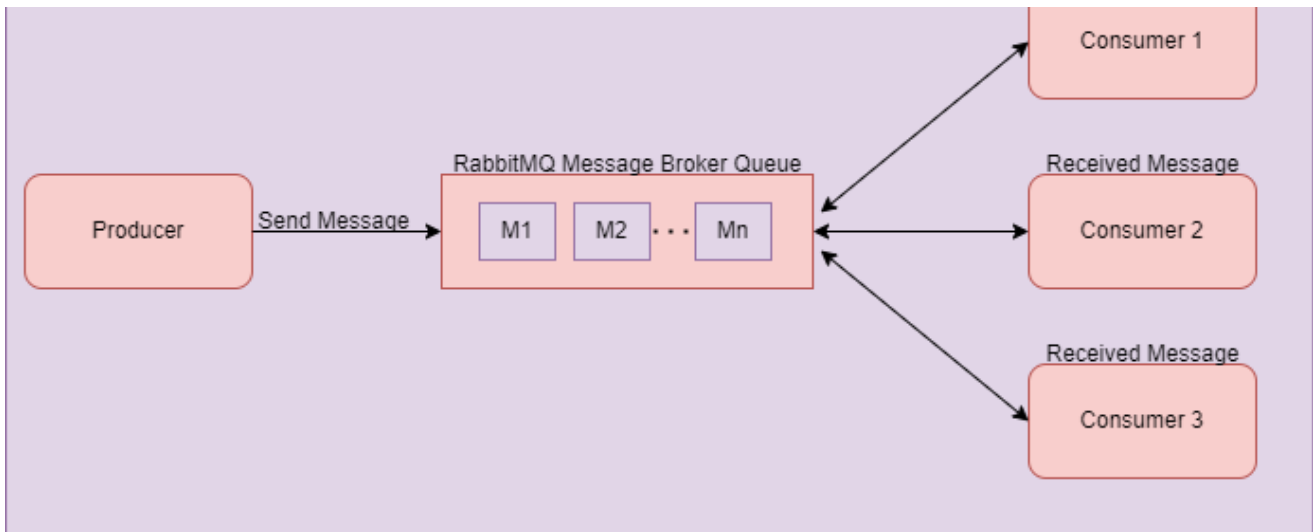 Consumer 1
RabbitMQ Message Broker Queue
Received Message
Producer
Send Message
M1
M2
...
Mn
Consumer 2
Received Message
Consumer 3